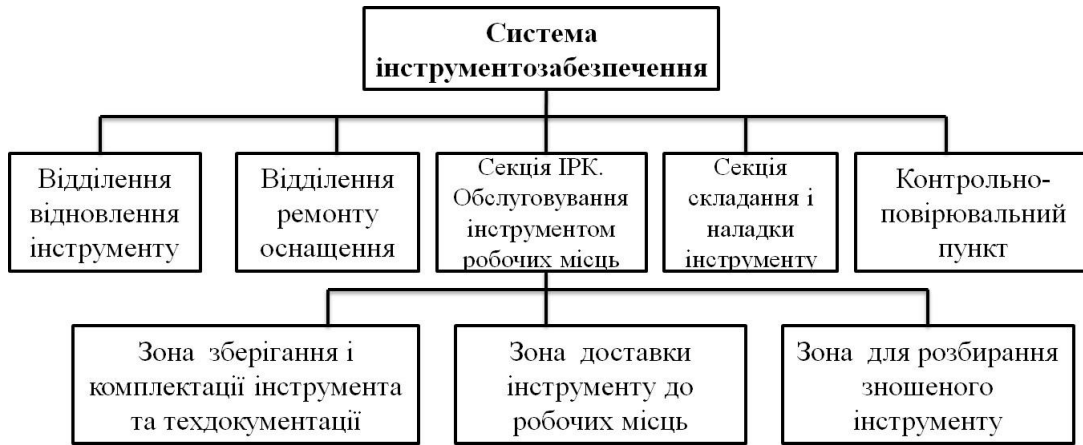 Система
інструментозабезпечення
Відділення
відновлення
інструменту
Відділення
ремонту
оснащення
Секція ІРК.
Обслуговування
інструментом
робочих місць
Секція
складання і
наладки
інструменту
Контрольно-
повірювальний
пункт
Зона зберігання і
комплектації інструмента
та техдокументації
Зона доставки
інструменту до
робочих місць
Зона для розбирання
зношеного
інструменту